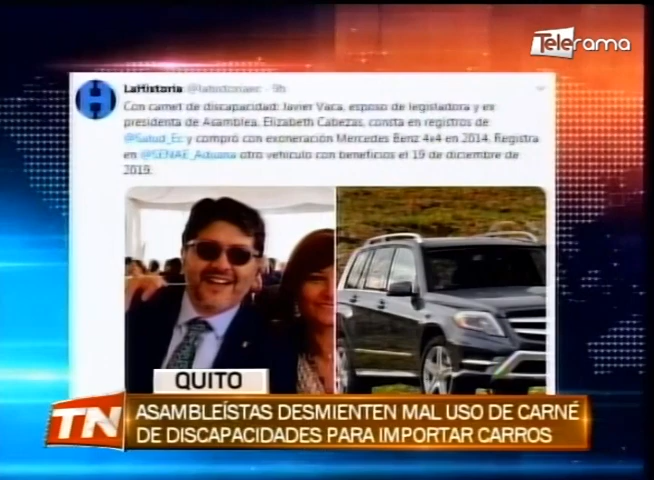 Telerama
LaHistoria @lahistoriaec · 9h
Con carnet de discapacidad: Javier Vaca, esposo de legisladora y ex
presidenta de Asamblea, Elizabeth Cabezas, consta en registros de
@Salud_Ec y compró con exoneración Mercedes Benz 4x4 en 2014. Registra
en @SENAE_Aduana otro vehículo con beneficios el 19 de diciembre de
2019.
QUITO
TN
ASAMBLEÍSTAS DESMIENTEN MAL USO DE CARNÉ
DE DISCAPACIDADES PARA IMPORTAR CARROS